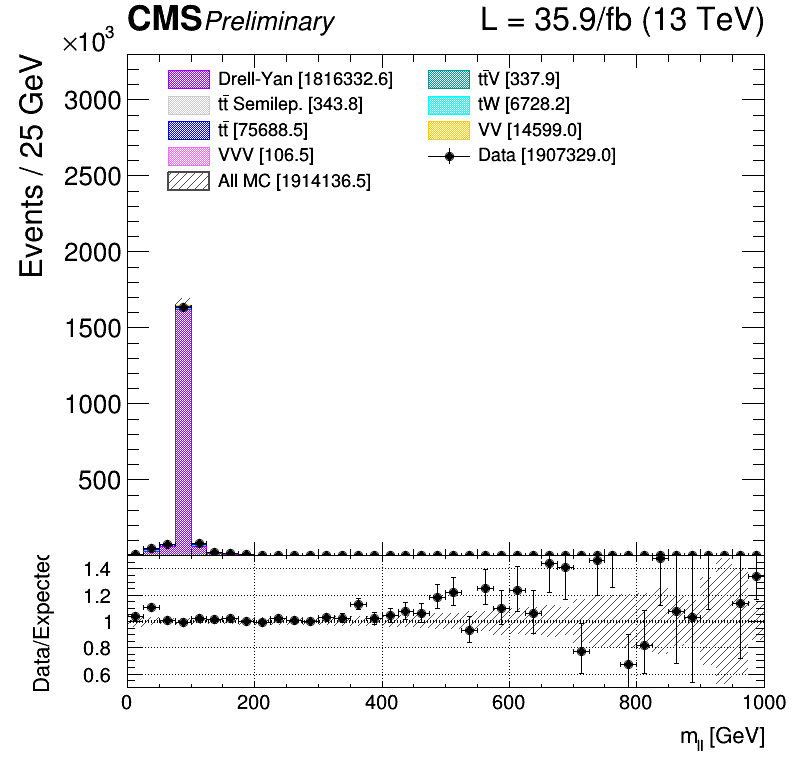 CMS Preliminary L = 35.9/fb (13 TeV)
×10³
Events / 25 GeV
3000
2500
2000
1500
1000
500
Drell-Yan [1816332.6]
tt̄ Semilep. [343.8]
tt̄ [75688.5]
VVV [106.5]
All MC [1914136.5]
tt̄V [337.9]
tW [6728.2]
VV [14599.0]
Data [1907329.0]
Data/Expected
1.4
1.2
1
0.8
0.6
0 200 400 600 800 1000
m_ll [GeV]